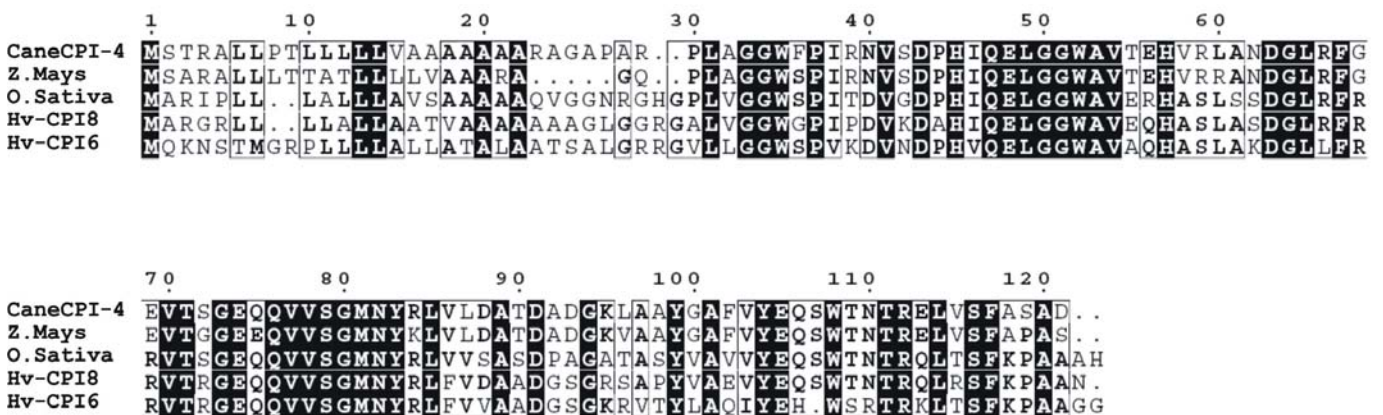 1 10 20 30 40 50 60
CaneCPI-4 MSTRALLPTLLLLLVAAAAAAARAGAPAR..PLAGGWFPIRNVSDPHIQELGGWAVTEHVRLANDGLRFG
Z.Mays MSARALLLTTATLLLLVAAARA.....GQ..PLAGGWSPIRNVSDPHIQELGGWAVTEHVRRANDGLRFG
O.Sativa MARIPLL..LALLLAVSAAAAAQVGGNRGHGPLVGGWSPITDVGDPHIQELGGWAVERHASLSSDGLRFR
Hv-CPI8 MARGRLL..LLALLAATVAAAAAAAGLGGRGALVGGWGPIPDVKDAHIQELGGWAVEQHASLASDGLRFR
Hv-CPI6 MQKNSTMGRPLLLLALLATALAATSALGRRGVLLGGWSPVKDVNDPHVQELGGWAVAQHASLAKDGLLFR
70 80 90 100 110 120
CaneCPI-4 EVTSGEQQVVSGMNYRLVLDATDADGKLAAYGAFVYEQSWTNTRELVSFASAD..
Z.Mays EVTGGEEQVVSGMNYKLVLDATDADGKVAAYGAFVYEQSWTNTRELVSFAPAS..
O.Sativa RVTSGEQQVVSGMNYRLVVSASDPAGATASYVAVVYEQSWTNTRQLTSFKPAAAH
Hv-CPI8 RVTRGEQQVVSGMNYRLFVDAADGSGRSAPYVAEVYEQSWTNTRQLRSFKPAAN.
Hv-CPI6 RVTRGEQQVVSGMNYRLFVVAADGSGKRVTYLAQIYEH.WSRTRKLTSFKPAAGG